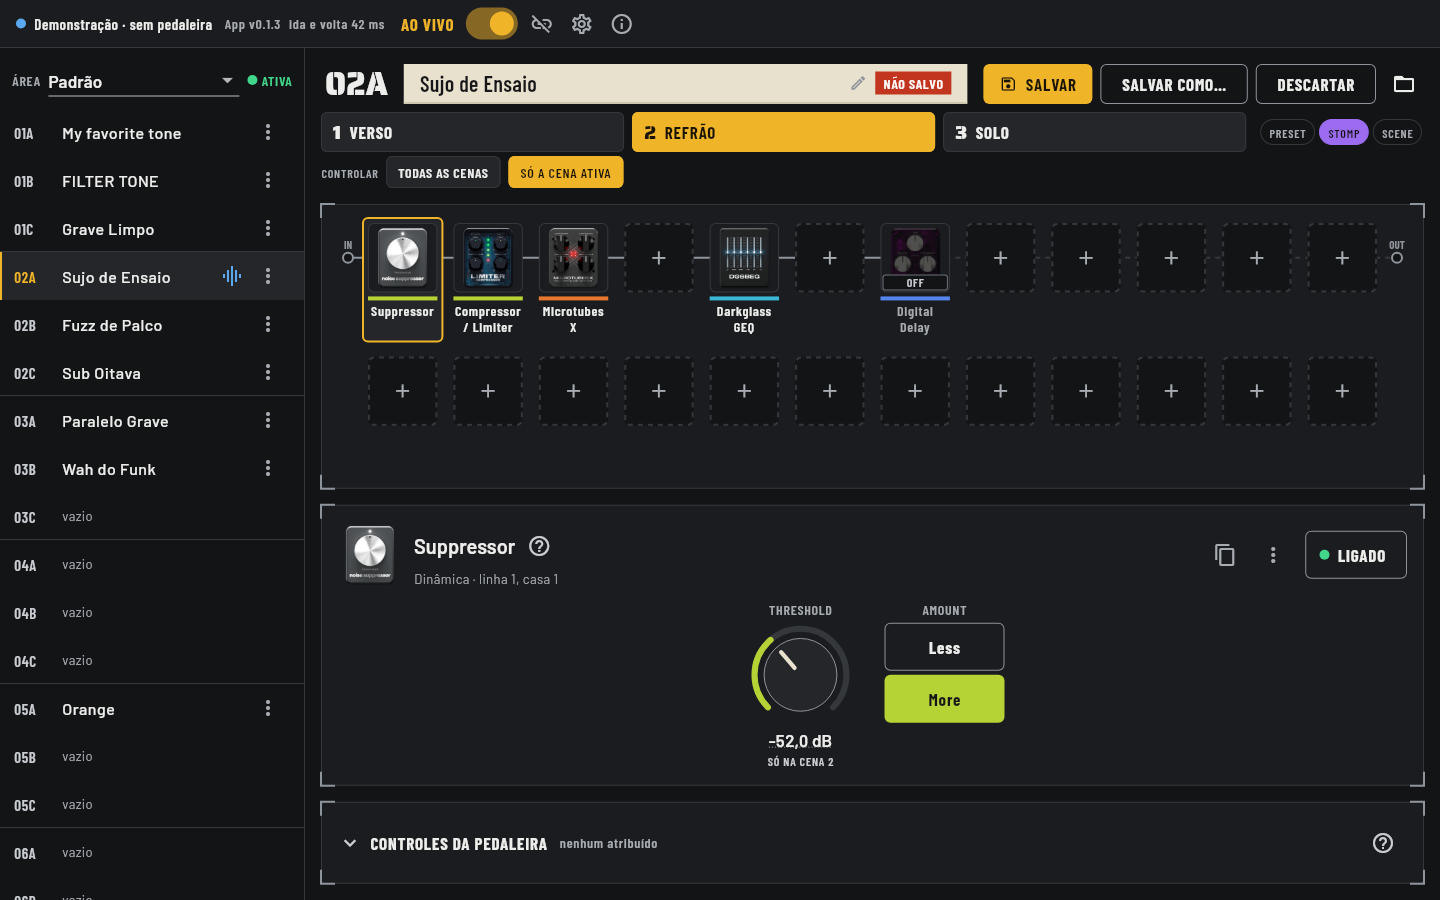 Demonstração · sem pedaleira App v0.1.3 Ida e volta 42 ms AO VIVO
ÁREA Padrão ATIVA
01A My favorite tone
01B FILTER TONE
01C Grave Limpo
02A Sujo de Ensaio
02B Fuzz de Palco
02C Sub Oitava
03A Paralelo Grave
03B Wah do Funk
03C vazio
04A vazio
04B vazio
04C vazio
05A Orange
05B vazio
05C vazio
06A vazio
02A Sujo de Ensaio NÃO SALVO SALVAR SALVAR COMO... DESCARTAR
1 VERSO 2 REFRÃO 3 SOLO PRESET STOMP SCENE
CONTROLAR TODAS AS CENAS SÓ A CENA ATIVA
IN OUT
LIMITER
OFF
Suppressor
Compressor / Limiter
Microtubes X
Darkglass GEQ
Digital Delay
Suppressor
noise suppressor
Dinâmica · linha 1, casa 1
LIGADO
THRESHOLD AMOUNT
Less
More
-52,0 dB
SÓ NA CENA 2
CONTROLES DA PEDALEIRA nenhum atribuído